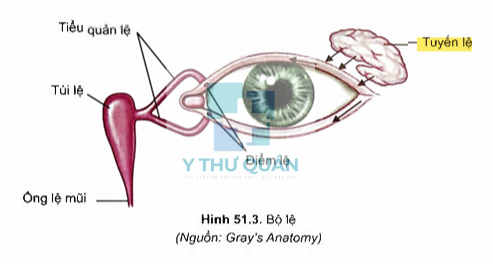 Tiểu quản lệ
Tuyến lệ
Túi lệ
Điểm lệ
Y THƯ QUÁN
Ống lệ mũi
Hình 51.3. Bộ lệ
(Nguồn: Gray's Anatomy)